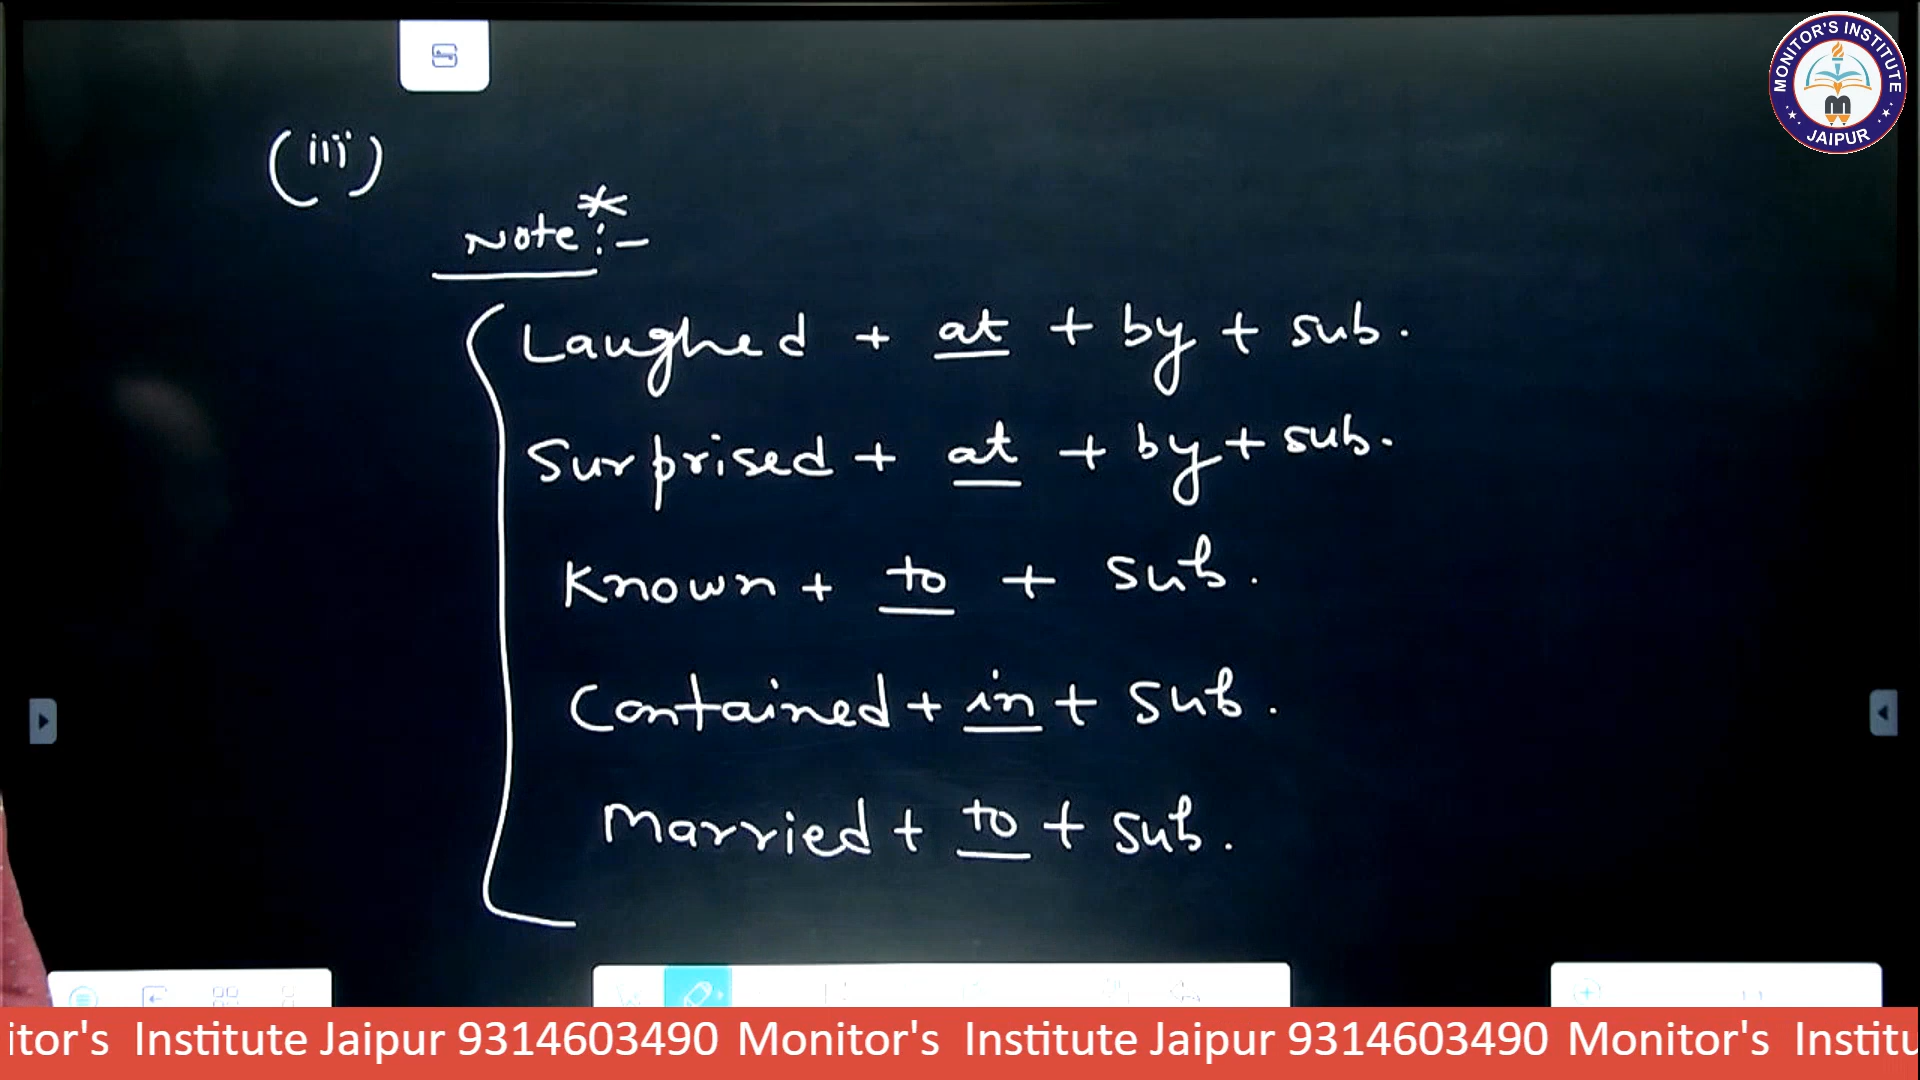 MONITOR'S INSTITUTE
JAIPUR
(iii)
Note*:-
Laughed + at + by + sub.
Surprised + at + by + sub.
Known + to + sub.
Contained + in + sub.
Married + to + sub.
itor's Institute Jaipur 9314603490 Monitor's Institute Jaipur 9314603490 Monitor's Institu